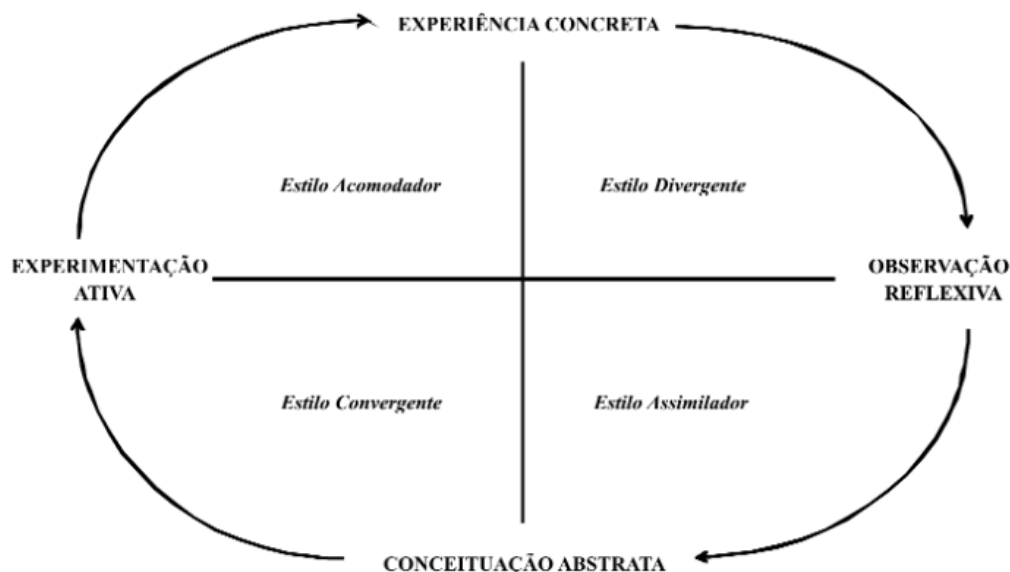 EXPERIÊNCIA CONCRETA
Estilo Acomodador
Estilo Divergente
EXPERIMENTAÇÃO
ATIVA
OBSERVAÇÃO
REFLEXIVA
Estilo Convergente
Estilo Assimilador
CONCEITUAÇÃO ABSTRATA